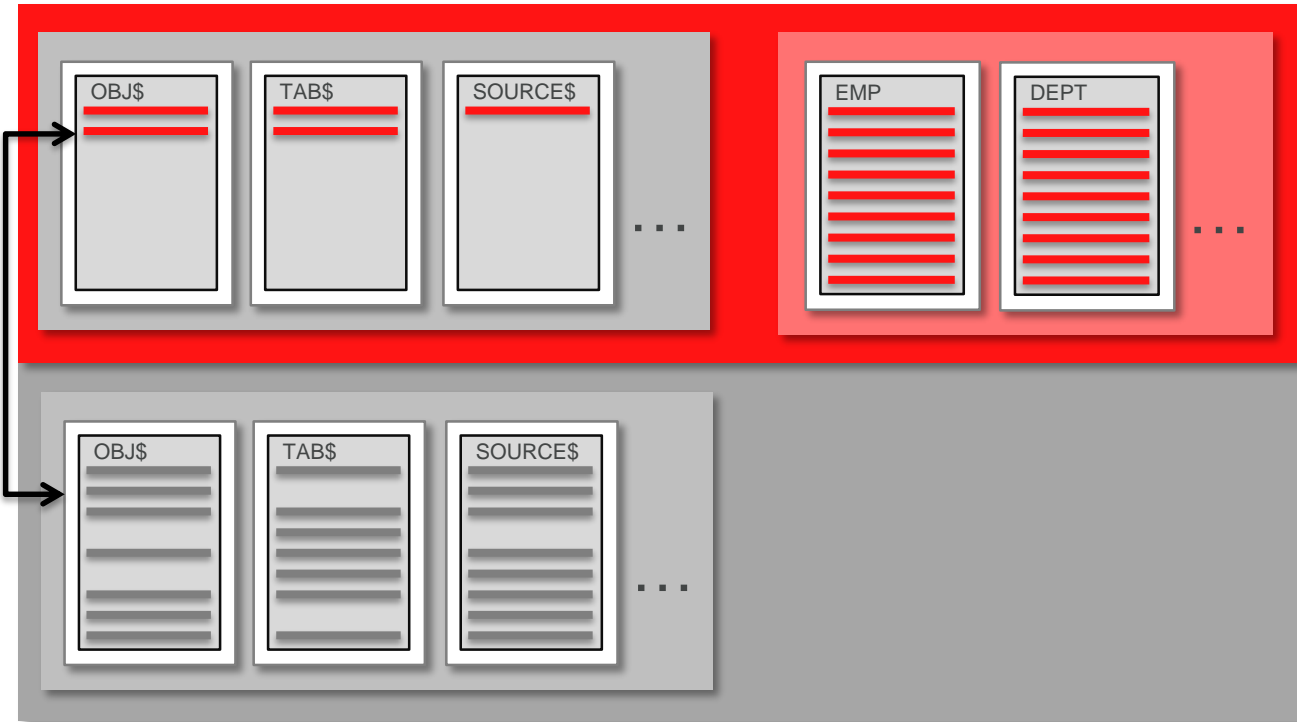 OBJ$
TAB$
SOURCE$
. . .
EMP
DEPT
. . .
OBJ$
TAB$
SOURCE$
. . .